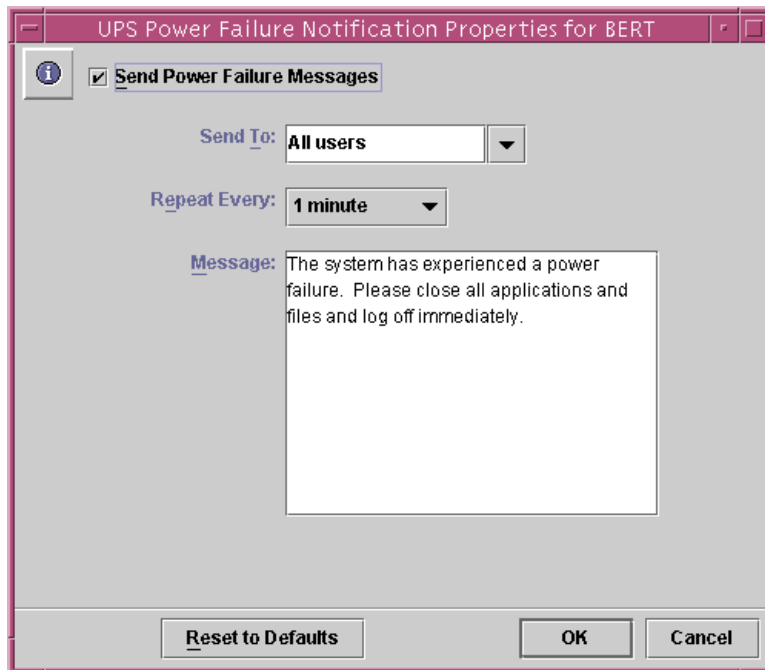 UPS Power Failure Notification Properties for BERT
Send Power Failure Messages
Send To: All users
Repeat Every: 1 minute
Message: The system has experienced a power
failure.  Please close all applications and
files and log off immediately.
Reset to Defaults OK Cancel